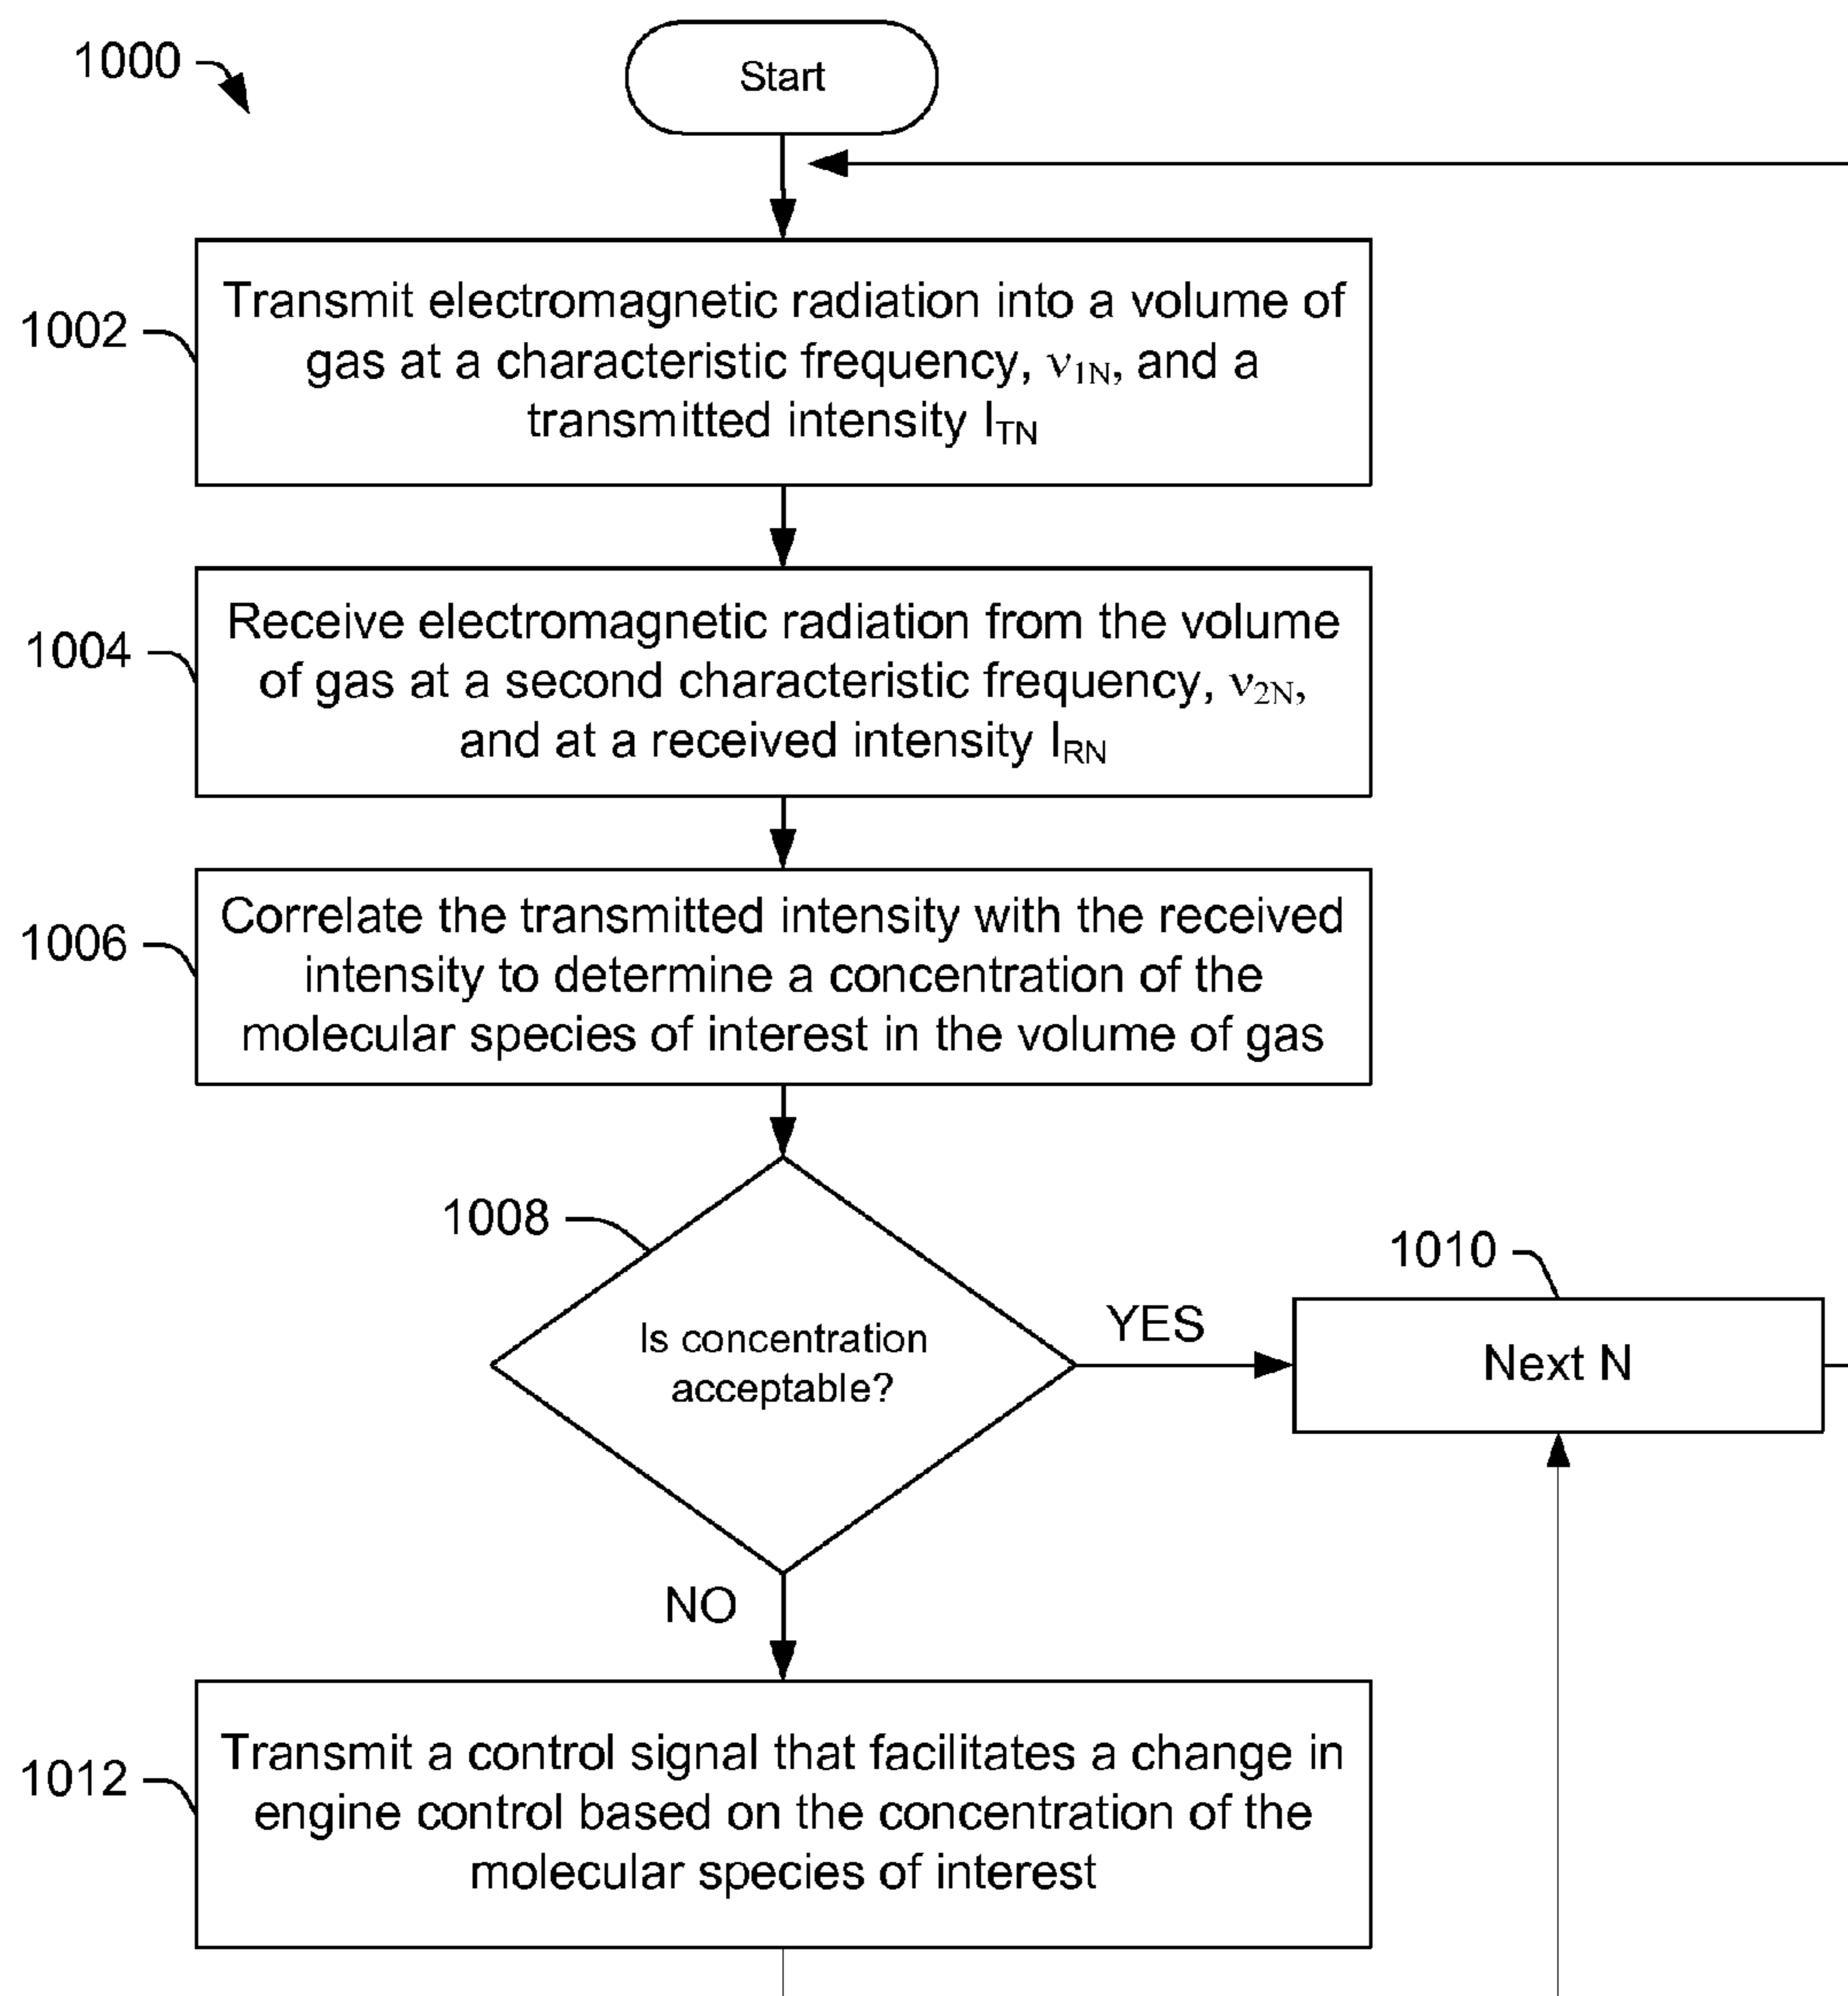 1000
Start
1002
Transmit electromagnetic radiation into a volume of
gas at a characteristic frequency, ν₁N, and a
transmitted intensity ITN
1004
Receive electromagnetic radiation from the volume
of gas at a second characteristic frequency, ν₂N,
and at a received intensity IRN
1006
Correlate the transmitted intensity with the received
intensity to determine a concentration of the
molecular species of interest in the volume of gas
1008
Is concentration
acceptable?
YES
1010
Next N
NO
1012
Transmit a control signal that facilitates a change in
engine control based on the concentration of the
molecular species of interest